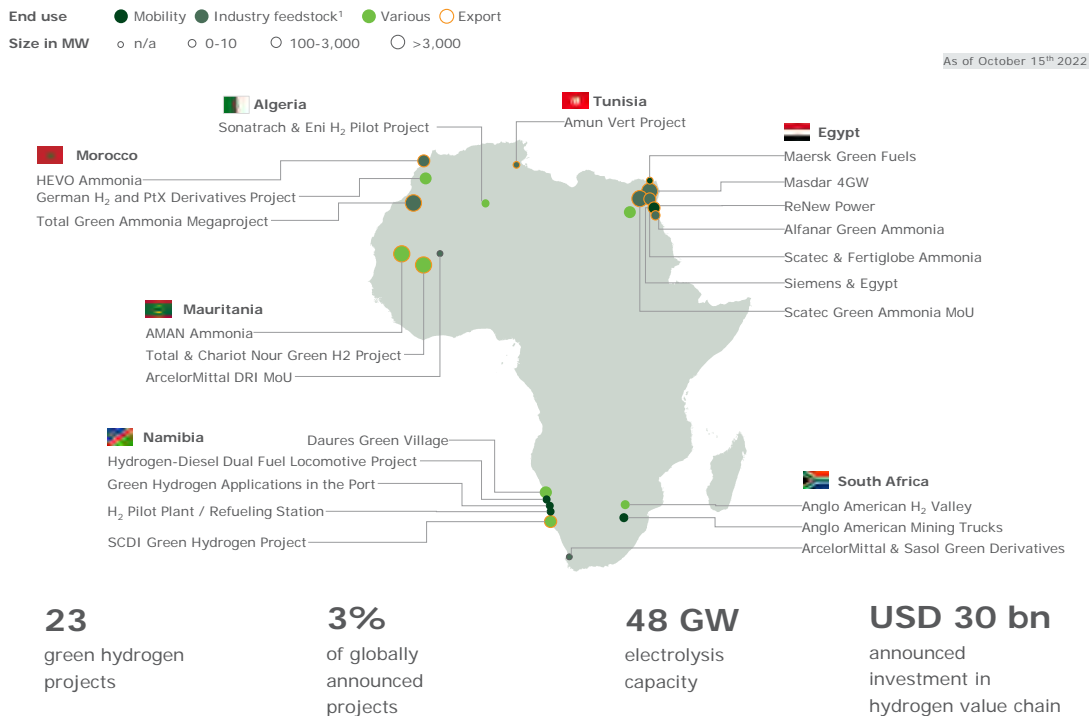 End use Mobility Industry feedstock¹ Various Export
Size in MW n/a 0-10 100-3,000 >3,000
As of October 15th 2022
Algeria
Sonatrach & Eni H₂ Pilot Project
Tunisia
Amun Vert Project
Morocco
HEVO Ammonia
German H₂ and PtX Derivatives Project
Total Green Ammonia Megaproject
Egypt
Maersk Green Fuels
Masdar 4GW
ReNew Power
Alfanar Green Ammonia
Scatec & Fertiglobe Ammonia
Siemens & Egypt
Scatec Green Ammonia MoU
Mauritania
AMAN Ammonia
Total & Chariot Nour Green H2 Project
ArcelorMittal DRI MoU
Namibia
Daures Green Village
Hydrogen-Diesel Dual Fuel Locomotive Project
Green Hydrogen Applications in the Port
H₂ Pilot Plant / Refueling Station
SCDI Green Hydrogen Project
South Africa
Anglo American H₂ Valley
Anglo American Mining Trucks
ArcelorMittal & Sasol Green Derivatives
23
green hydrogen
projects
3%
of globally
announced
projects
48 GW
electrolysis
capacity
USD 30 bn
announced
investment in
hydrogen value chain